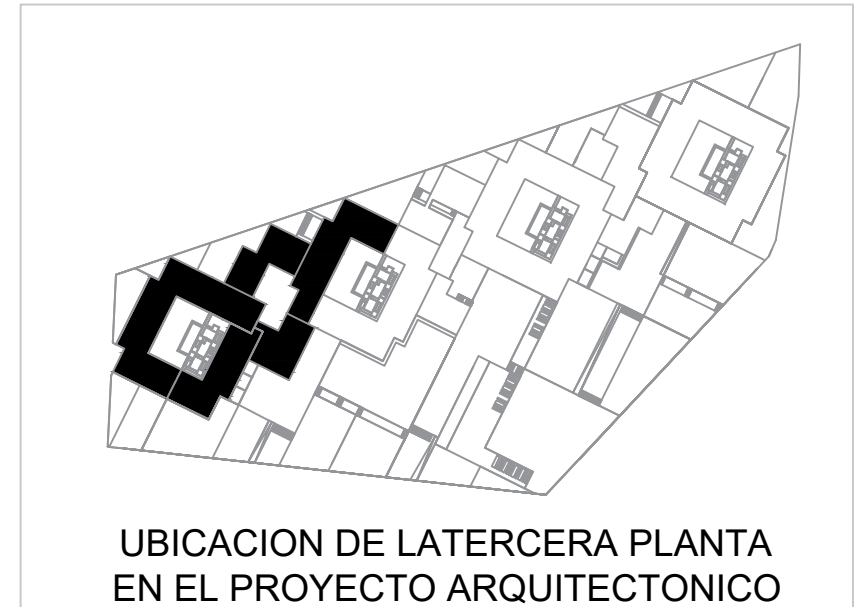 UBICACION DE LATERCERA PLANTA
EN EL PROYECTO ARQUITECTONICO